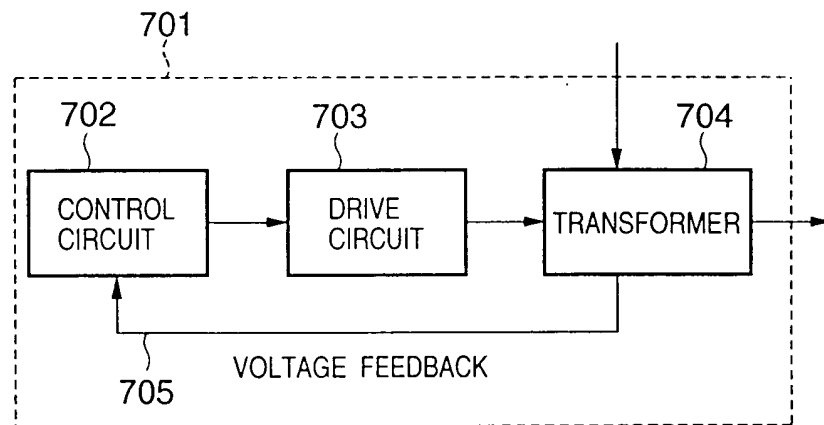 701
702
703
704
CONTROL
CIRCUIT
DRIVE
CIRCUIT
TRANSFORMER
705
VOLTAGE FEEDBACK